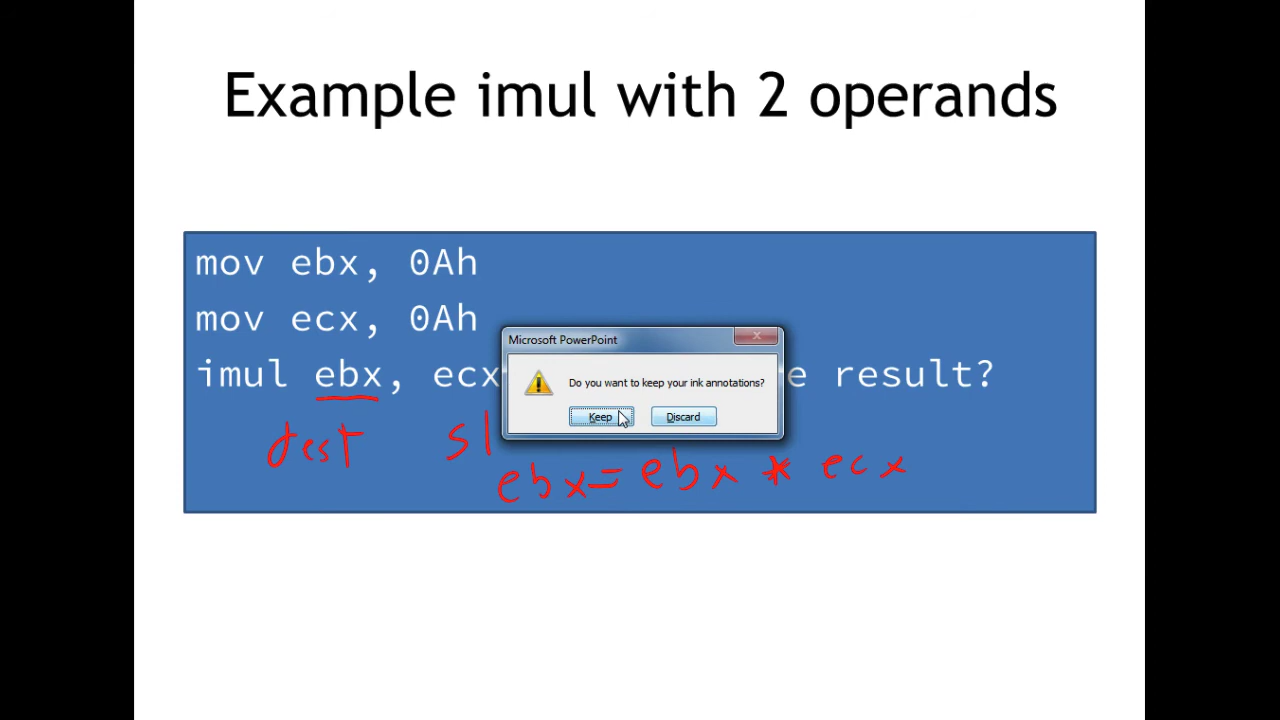 Example imul with 2 operands
mov ebx, 0Ah
mov ecx, 0Ah
imul ebx, ecx
result?
Microsoft PowerPoint
Do you want to keep your ink annotations?
Keep Discard
dest
ebx = ebx * ecx